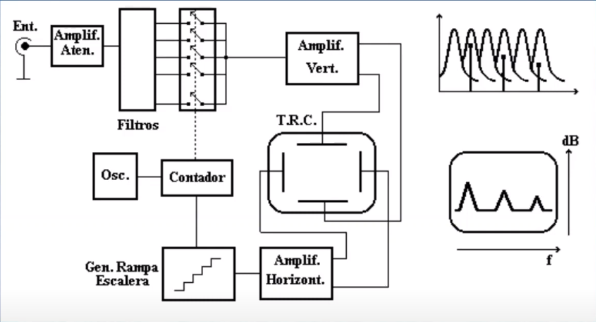 Ent.
Amplif.
Aten.
Filtros
Amplif.
Vert.
T.R.C.
dB
f
Osc.
Contador
Gen. Rampa
Escalera
Amplif.
Horizont.